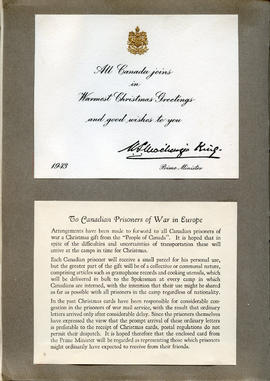 All Canada joins
in
Warmest Christmas Greetings
and good wishes to you
W.L. Mackenzie King.
1943 Prime Minister
To Canadian Prisoners of War in Europe
Arrangements have been made to forward to all Canadian prisoners of
war a Christmas gift from the "People of Canada". It is hoped that in
spite of the difficulties and uncertainties of transportation these will
arrive at the camps in time for Christmas.
Each Canadian prisoner will receive a small parcel for his personal use,
but the greater part of the gift will be of a collective or communal nature,
comprising articles such as gramophone records and cooking utensils, which
will be delivered in bulk to the Spokesman at every camp in which
Canadians are interned, with the intention that their use might be shared
as far as possible with all prisoners in the camp regardless of nationality.
In the past Christmas cards have been responsible for considerable con-
gestion in the prisoners of war mail service, with the result that ordinary
letters arrived only after considerable delay. Since the prisoners themselves
have expressed the view that the prompt arrival of these ordinary letters
is preferable to the receipt of Christmas cards, postal regulations do not
permit their despatch. It is hoped therefore that the enclosed card from
the Prime Minister will be regarded as representing those which prisoners
might ordinarily have expected to receive from their friends.